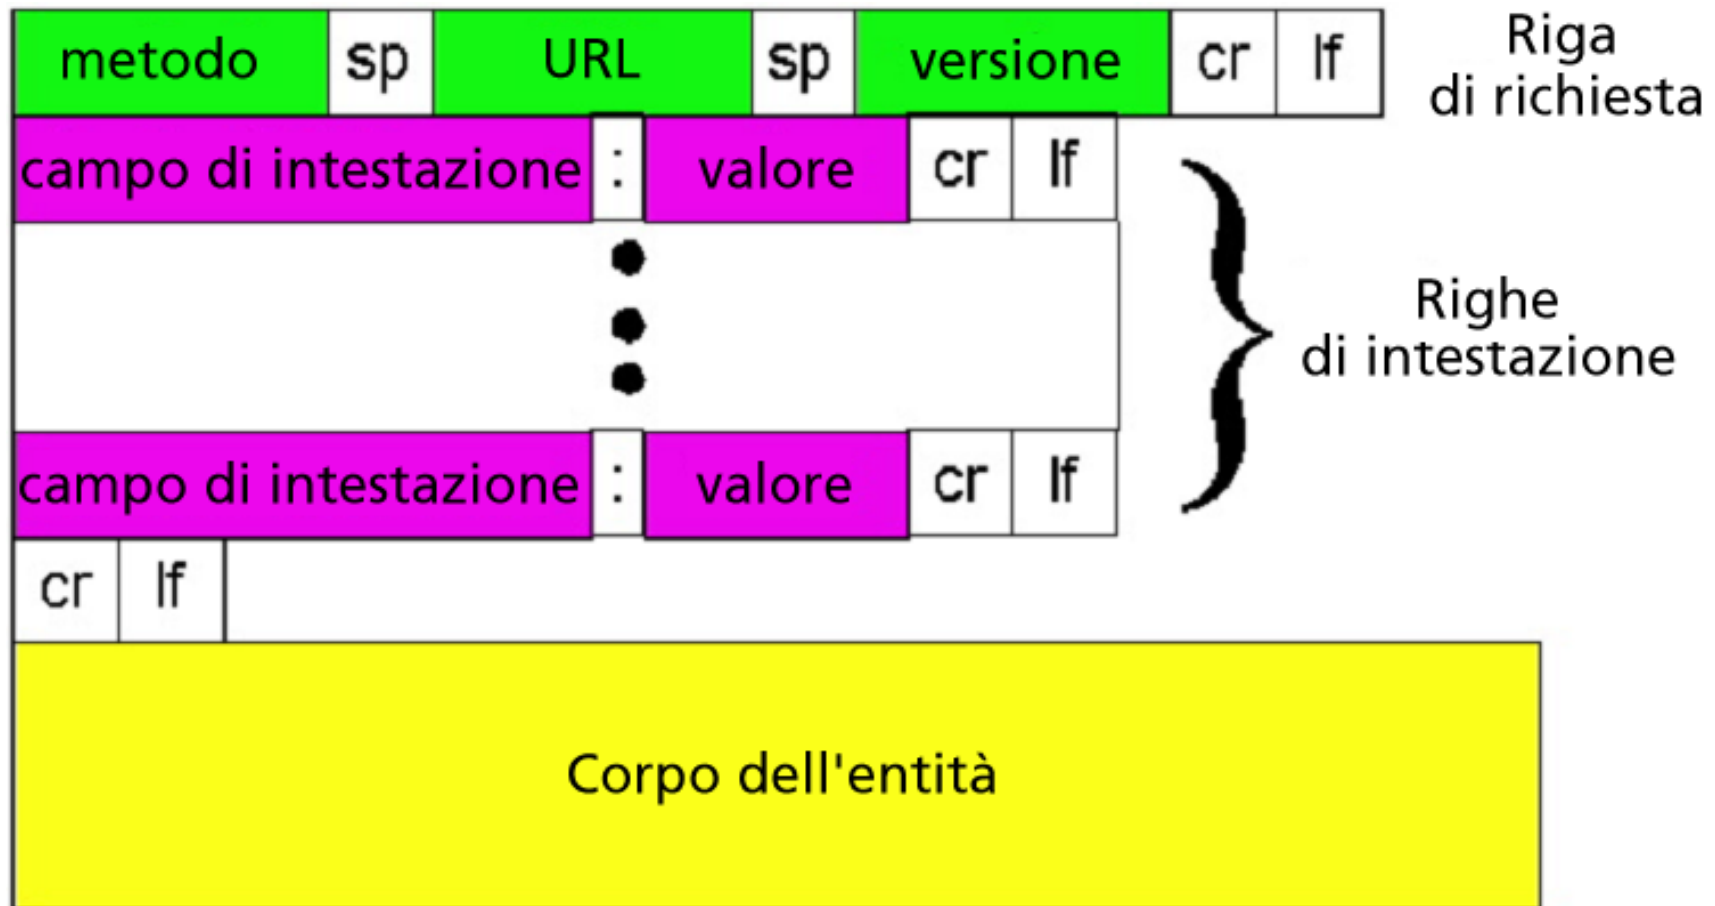 metodo sp URL sp versione cr lf
Riga
di richiesta
campo di intestazione : valore cr lf
Righe
di intestazione
campo di intestazione : valore cr lf
cr lf
Corpo dell'entità